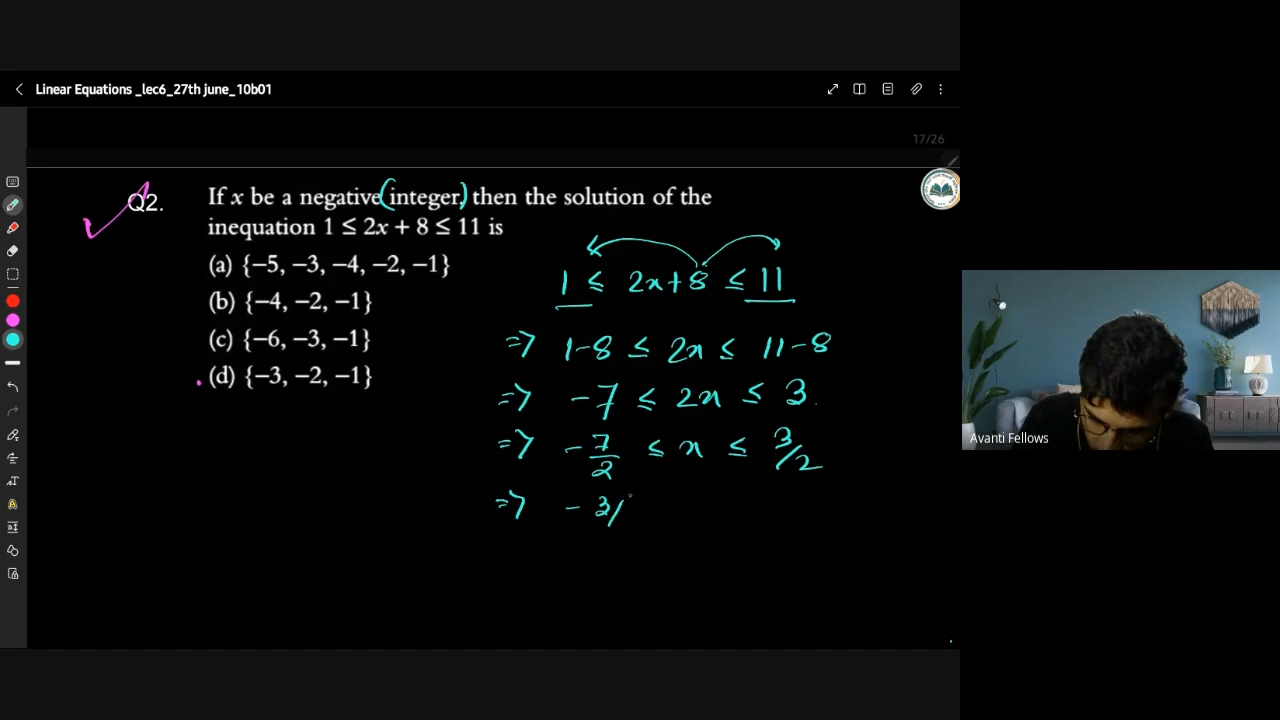 Linear Equations _lec6_27th june_10b01
17/26
Q2. If x be a negative (integer,) then the solution of the
inequation 1 ≤ 2x + 8 ≤ 11 is
(a) {−5, −3, −4, −2, −1}
(b) {−4, −2, −1}
(c) {−6, −3, −1}
(d) {−3, −2, −1}
1 ≤ 2x+8 ≤ 11
=> 1-8 ≤ 2x ≤ 11-8
=> -7 ≤ 2x ≤ 3
=> -7/2 ≤ x ≤ 3/2
=> - 3/
Avanti Fellows